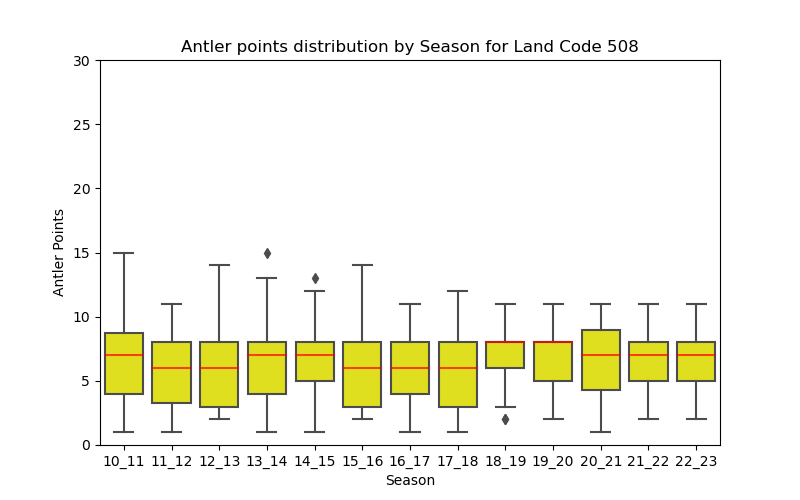 Antler points distribution by Season for Land Code 508
30
25
20
15
10
5
0
Antler Points
10_11 11_12 12_13 13_14 14_15 15_16 16_17 17_18 18_19 19_20 20_21 21_22 22_23
Season